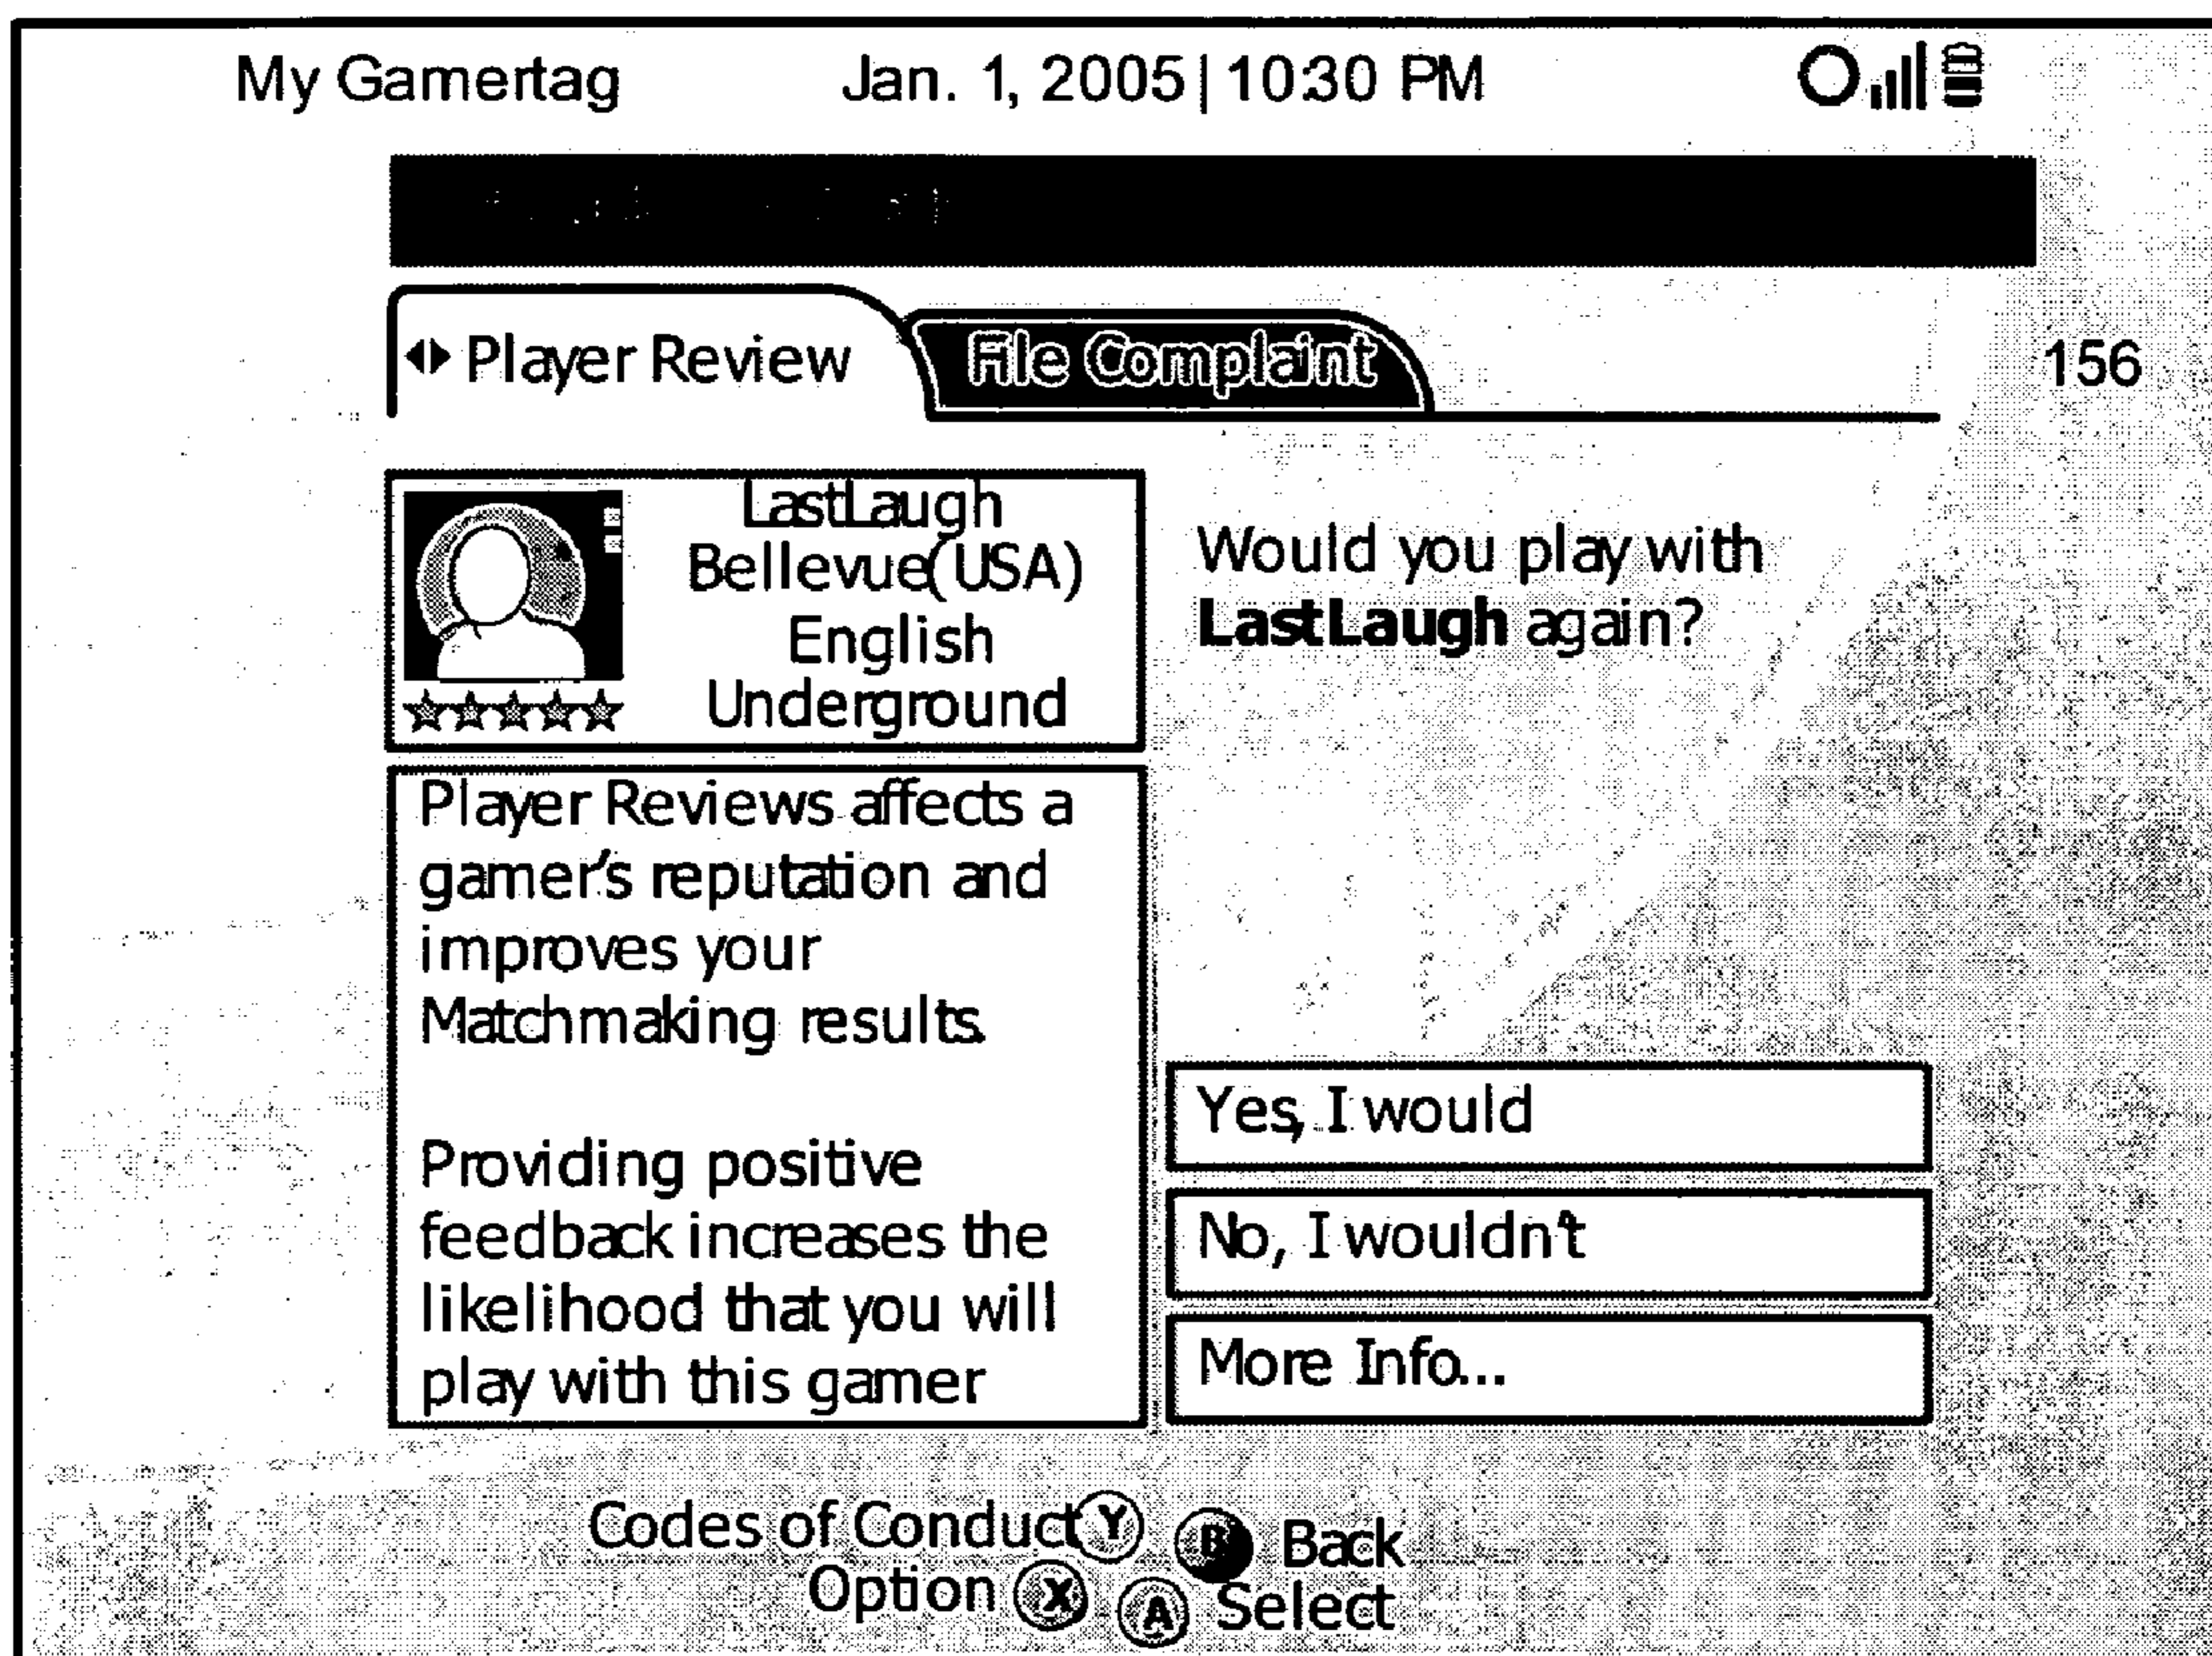 My Gamertag Jan. 1, 2005 | 10:30 PM
Player Review File Complaint
156
LastLaugh
Bellevue(USA)
English
Underground
Would you play with
LastLaugh again?
Player Reviews affects a
gamer's reputation and
improves your
Matchmaking results.
Providing positive
feedback increases the
likelihood that you will
play with this gamer
Yes, I would
No, I wouldn't
More Info...
Codes of Conduct Y B Back
Option X A Select